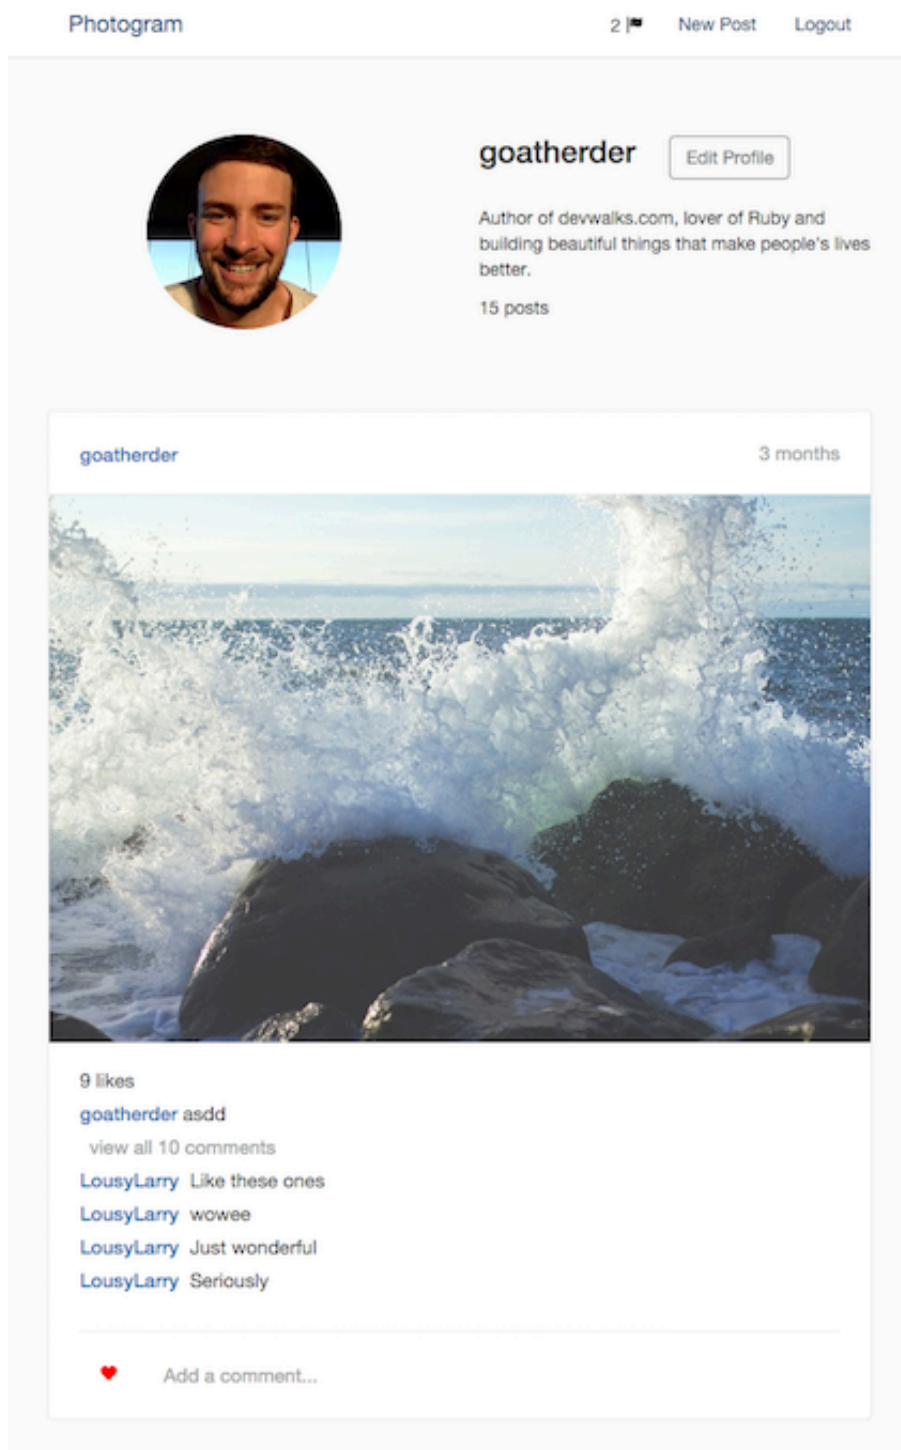 Photogram 2 New Post Logout
goatherder Edit Profile
Author of devwalks.com, lover of Ruby and
building beautiful things that make people's lives
better.
15 posts
goatherder 3 months
9 likes
goatherder asdd
view all 10 comments
LousyLarry Like these ones
LousyLarry wowee
LousyLarry Just wonderful
LousyLarry Seriously
Add a comment...